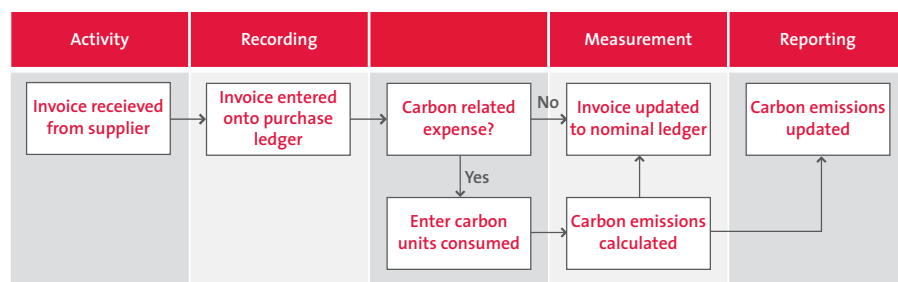 Activity
Recording
Measurement
Reporting
Invoice receieved
from supplier
Invoice entered
onto purchase
ledger
Carbon related
expense?
No
Invoice updated
to nominal ledger
Carbon emissions
updated
Yes
Enter carbon
units consumed
Carbon emissions
calculated